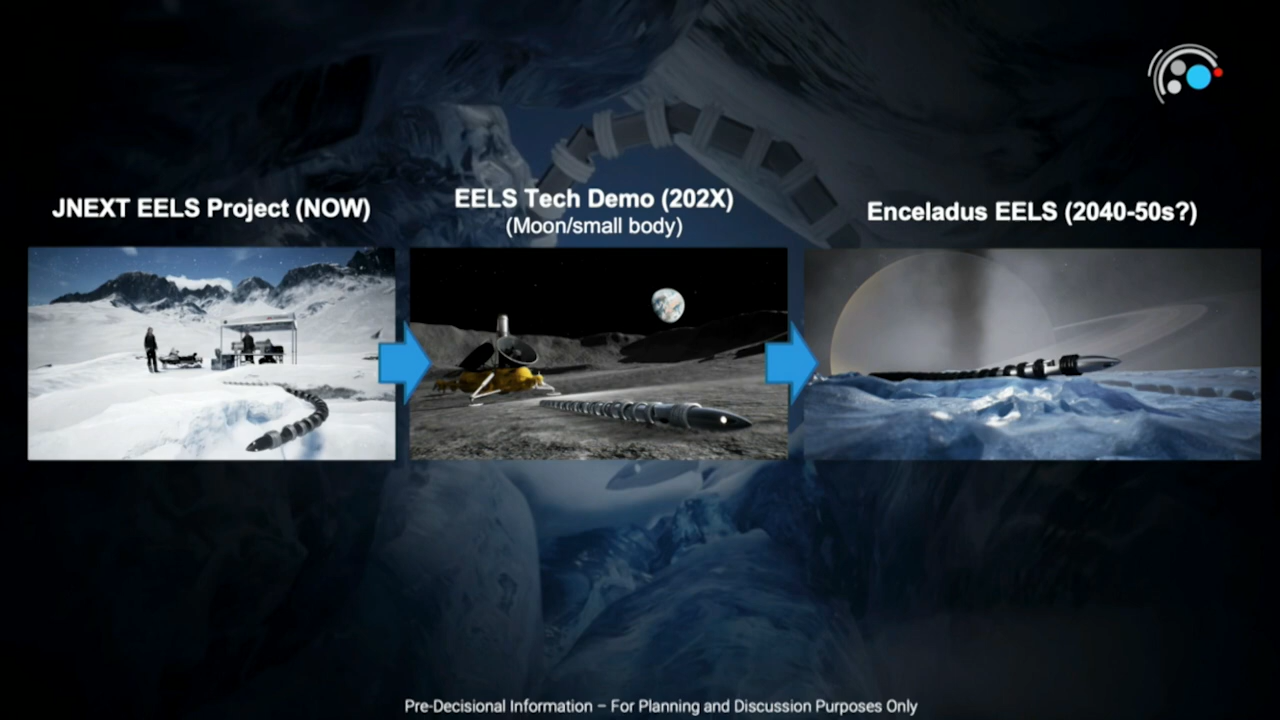 JNEXT EELS Project (NOW)
EELS Tech Demo (202X)
(Moon/small body)
Enceladus EELS (2040-50s?)
Pre-Decisional Information – For Planning and Discussion Purposes Only